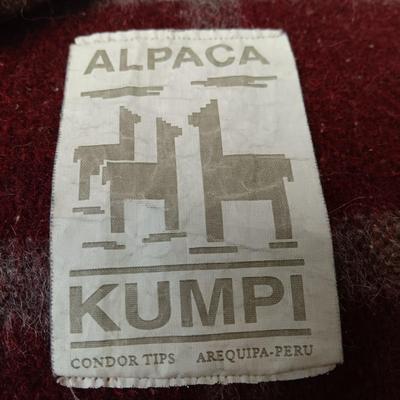 ALPACA
KUMPI
CONDOR TIPS AREQUIPA-PERU